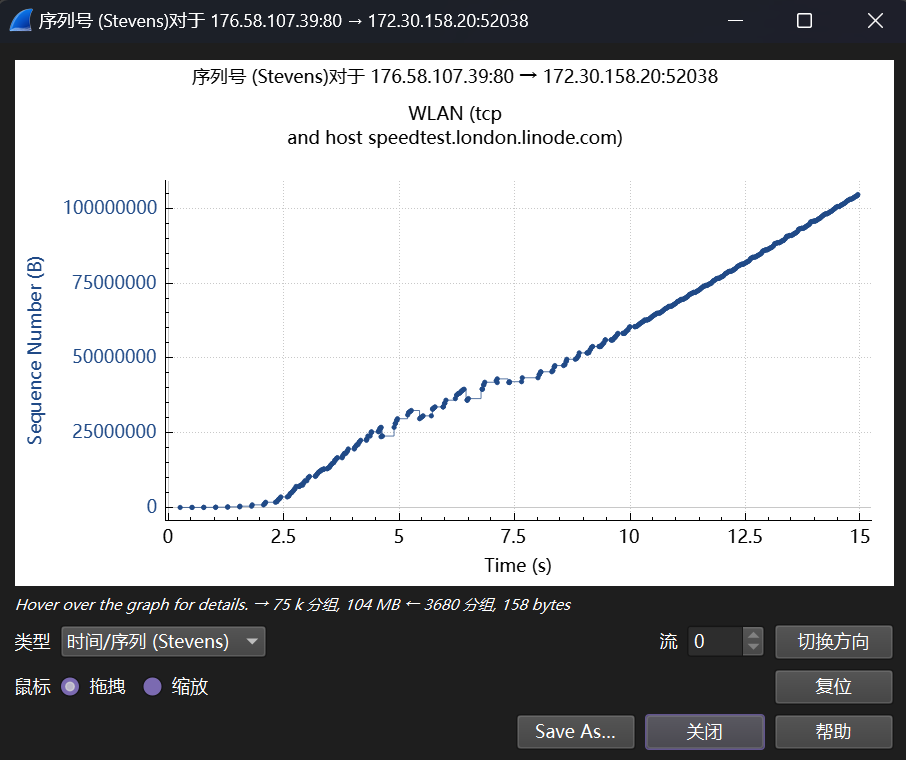 序列号 (Stevens)对于 176.58.107.39:80 → 172.30.158.20:52038
序列号 (Stevens)对于 176.58.107.39:80 → 172.30.158.20:52038
WLAN (tcp
and host speedtest.london.linode.com)
Sequence Number (B)
100000000
75000000
50000000
25000000
0
0 2.5 5 7.5 10 12.5 15
Time (s)
Hover over the graph for details. → 75 k 分组, 104 MB ← 3680 分组, 158 bytes
类型 时间/序列 (Stevens) 流 0 切换方向
鼠标 拖拽 缩放 复位
Save As... 关闭 帮助